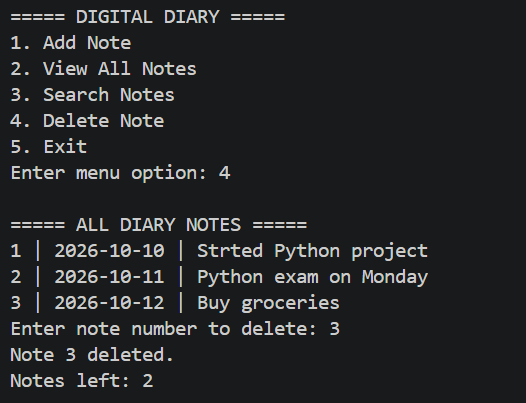 ===== DIGITAL DIARY =====
1. Add Note
2. View All Notes
3. Search Notes
4. Delete Note
5. Exit
Enter menu option: 4
===== ALL DIARY NOTES =====
1 | 2026-10-10 | Strted Python project
2 | 2026-10-11 | Python exam on Monday
3 | 2026-10-12 | Buy groceries
Enter note number to delete: 3
Note 3 deleted.
Notes left: 2